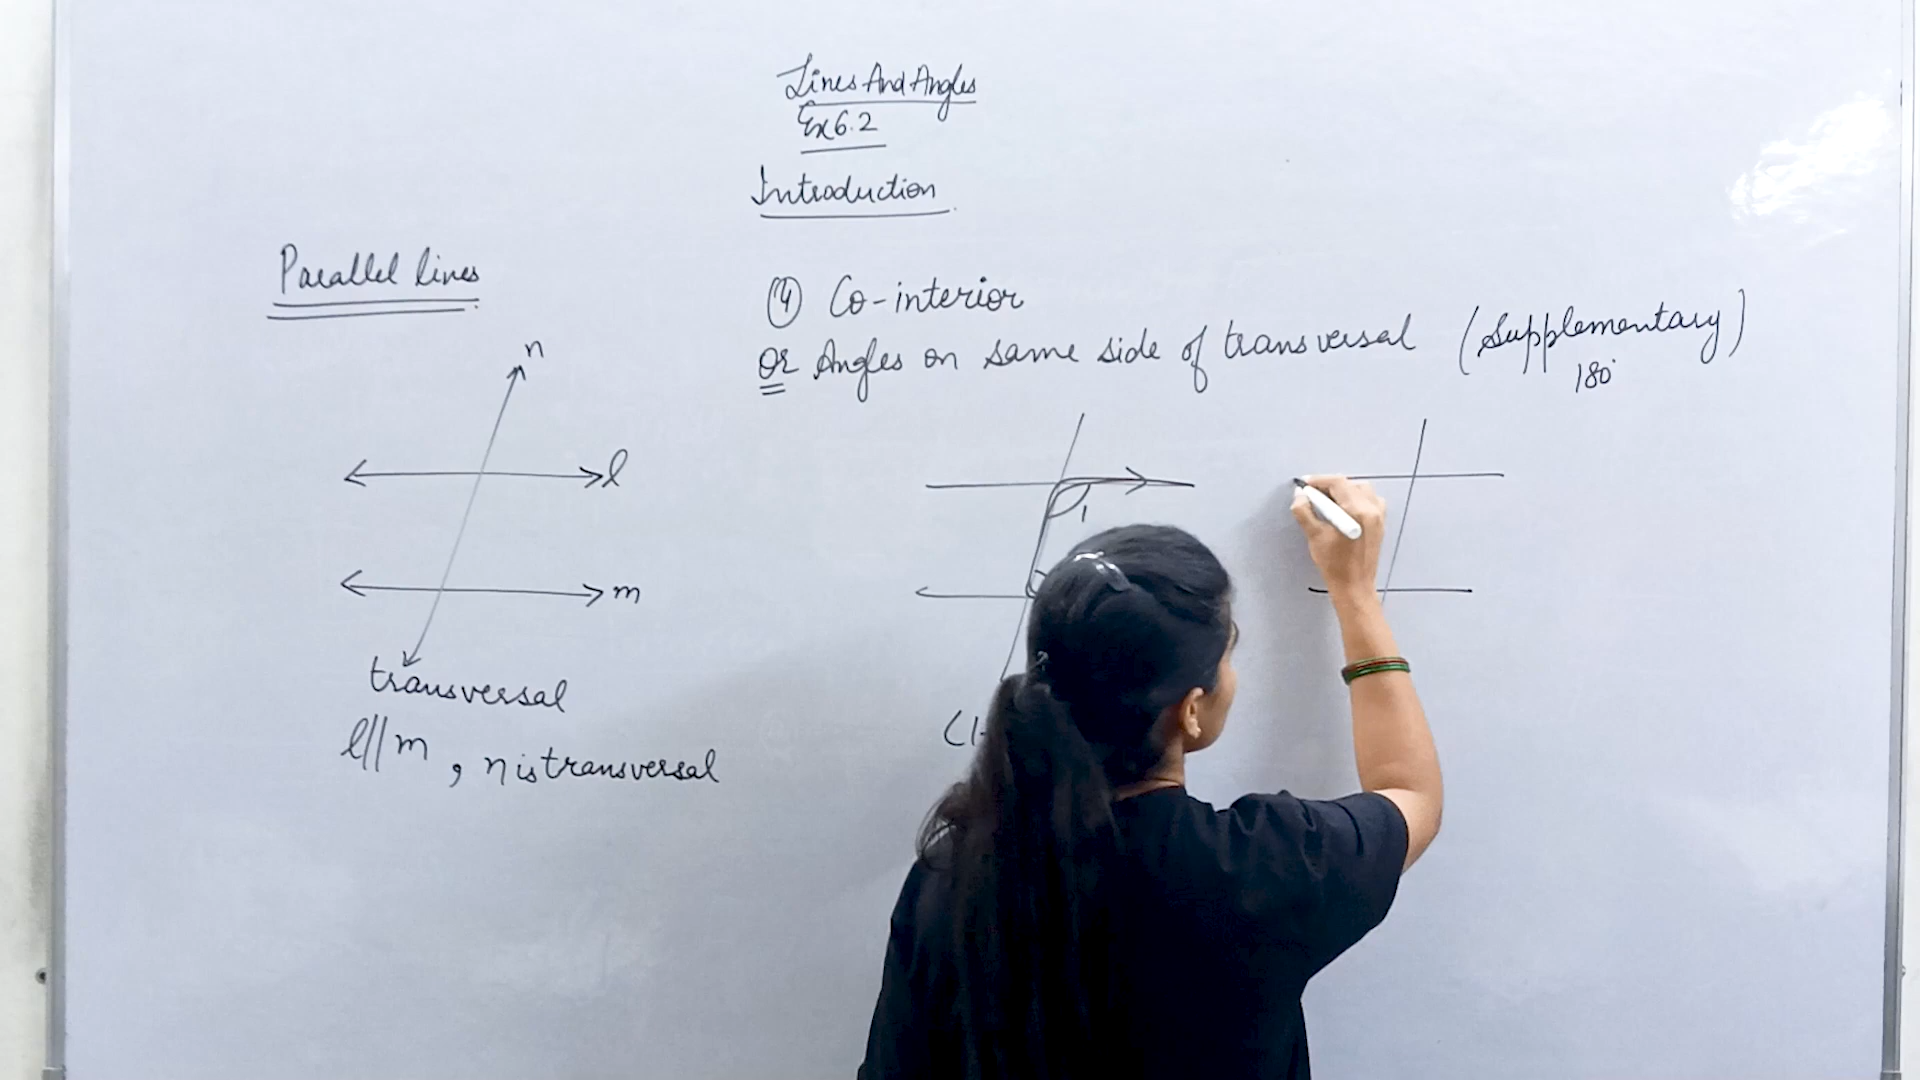 Lines And Angles
Ex 6.2
Introduction
Parallel lines
n
l
m
transversal
l||m, n is transversal
④ Co-interior
Or Angles on same side of transversal (Supplementary)
180°
1